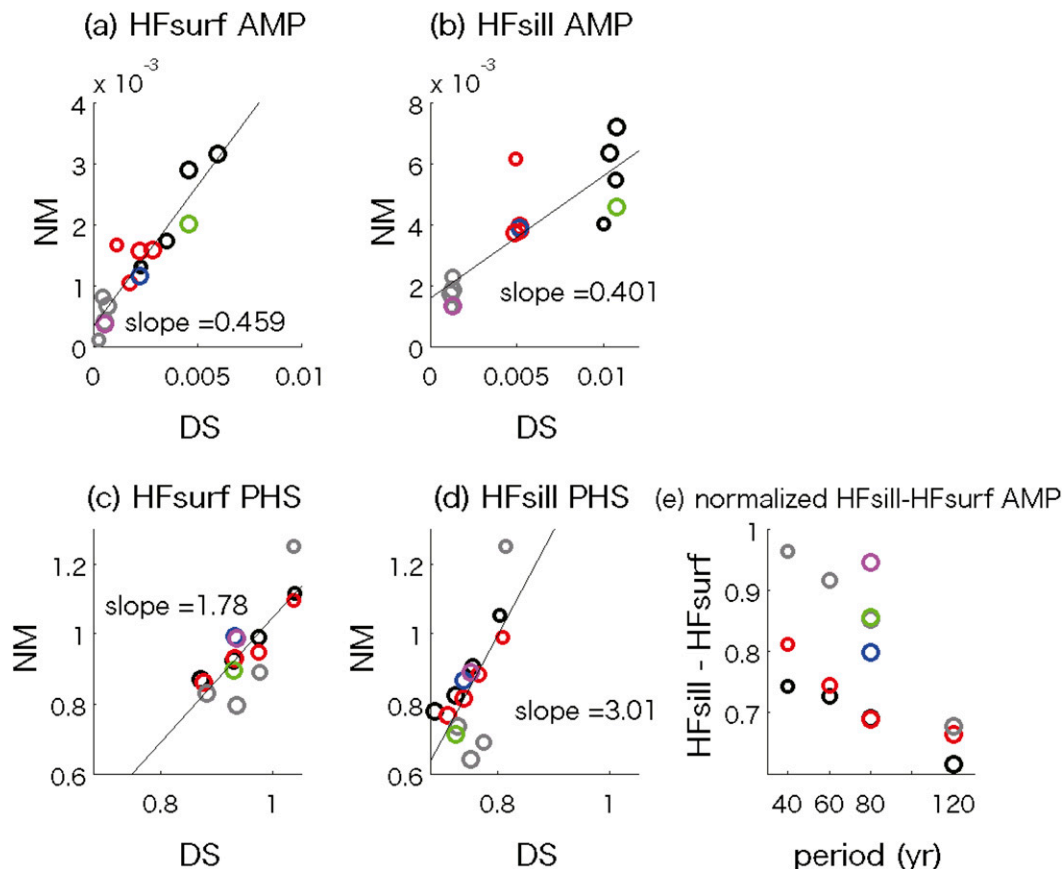 (a) HFsurf AMP
(b) HFsill AMP
x 10 -3
x 10 -3
4
3
2
1
0
NM
slope =0.459
0
0.005
0.01
DS
8
6
4
2
0
NM
slope =0.401
0
0.005
0.01
DS
(c) HFsurf PHS
(d) HFsill PHS
(e) normalized HFsill-HFsurf AMP
1.2
1
0.8
0.6
NM
slope =1.78
0.8
1
DS
1.2
1
0.8
0.6
NM
slope =3.01
0.8
1
DS
1
0.9
0.8
0.7
HFsill - HFsurf
40
60
80
120
period (yr)